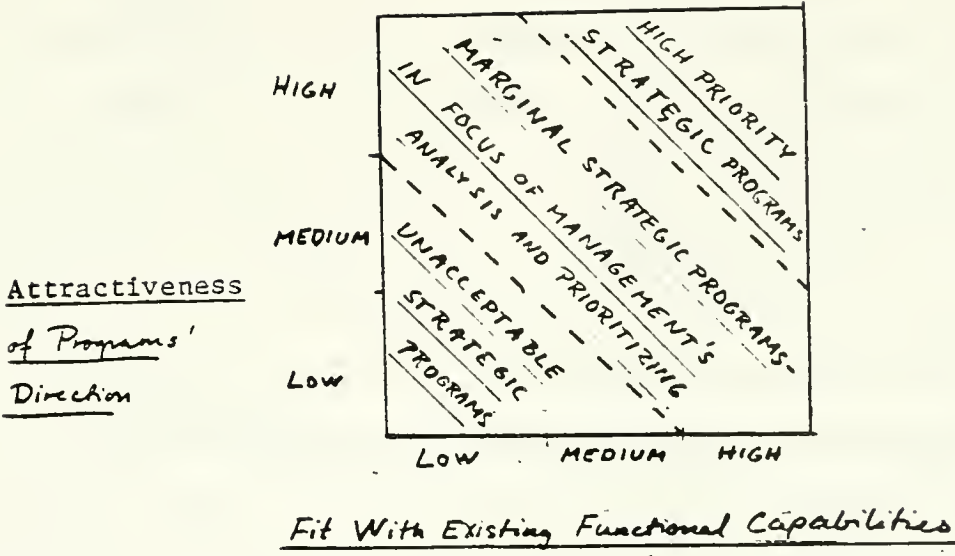 HIGH PRIORITY
STRATEGIC PROGRAMS
MARGINAL STRATEGIC PROGRAMS
IN FOCUS OF MANAGEMENT'S
ANALYSIS AND PRIORITIZING
UNACCEPTABLE
STRATEGIC
PROGRAMS
HIGH
MEDIUM
LOW
Attractiveness
of Programs'
Direction
LOW MEDIUM HIGH
Fit With Existing Functional Capabilities